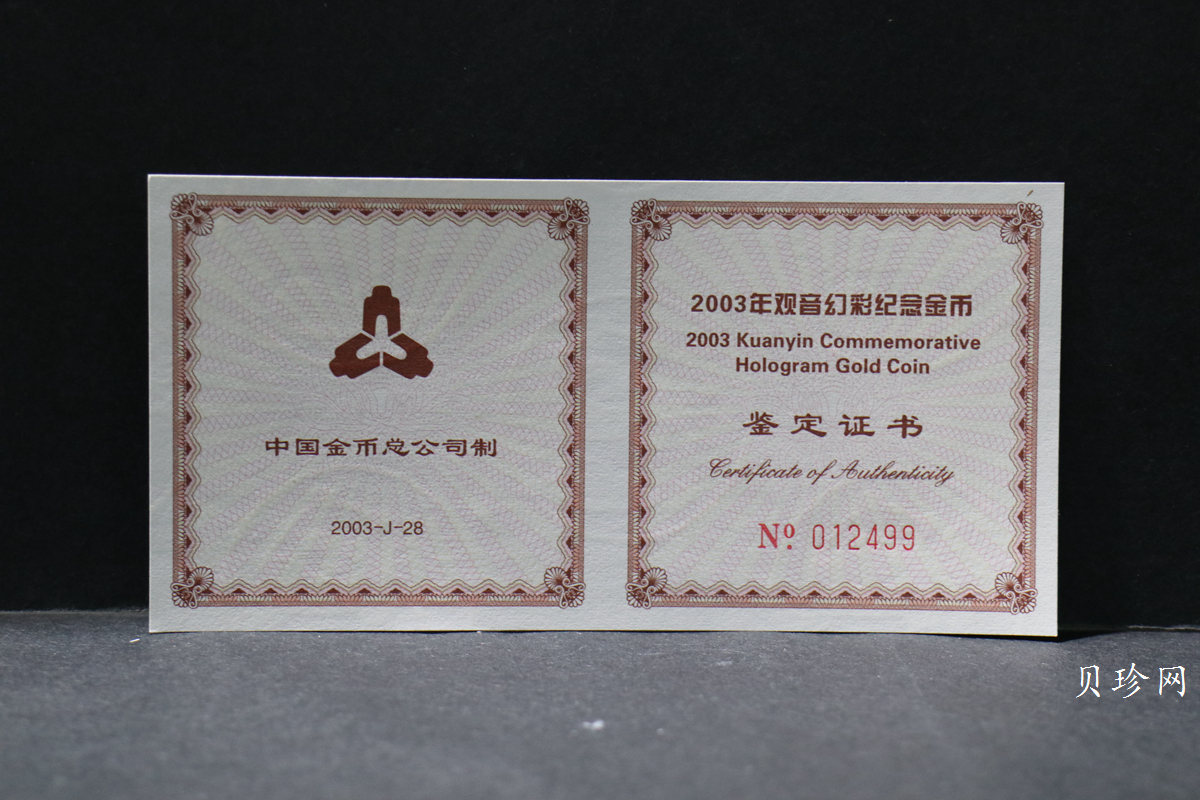 中国金币总公司制
2003-J-28
2003年观音幻彩纪念金币
2003 Kuanyin Commemorative
Hologram Gold Coin
鉴定证书
Certificate of Authenticity
Nº 012499
贝珍网